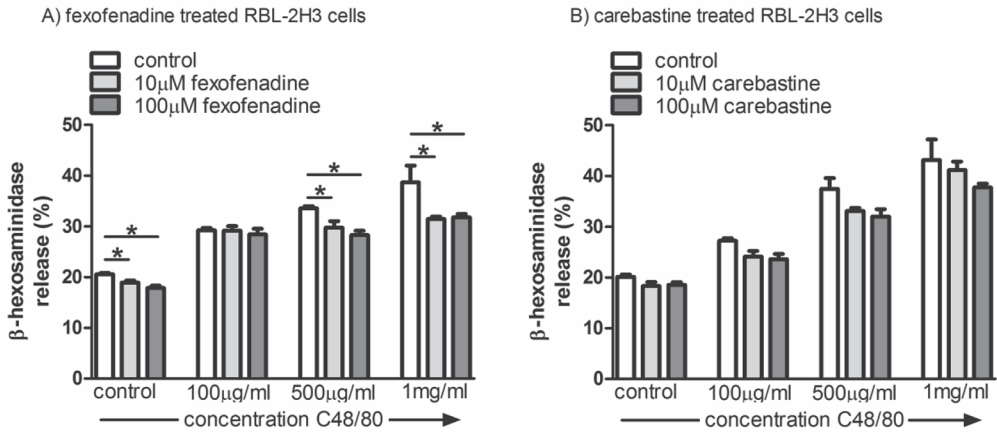 A) fexofenadine treated RBL-2H3 cells
control
10μM fexofenadine
100μM fexofenadine
β-hexosaminidase
release (%)
50
40
30
20
10
0
*
*
*
*
*
*
control
100μg/ml
500μg/ml
1mg/ml
concentration C48/80
B) carebastine treated RBL-2H3 cells
control
10μM carebastine
100μM carebastine
β-hexosaminidase
release (%)
50
40
30
20
10
0
control
100μg/ml
500μg/ml
1mg/ml
concentration C48/80